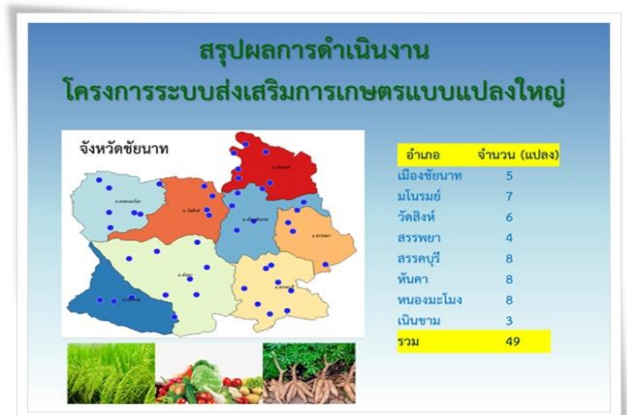 สรุปผลการดำเนินงาน
โครงการระบบส่งเสริมการเกษตรแบบแปลงใหญ่
จังหวัดชัยนาท
อำเภอ จำนวน (แปลง)
เมืองชัยนาท 5
มโนรมย์ 7
วัดสิงห์ 6
สรรพยา 4
สรรคบุรี 8
หันคา 8
หนองมะโมง 8
เนินขาม 3
รวม 49